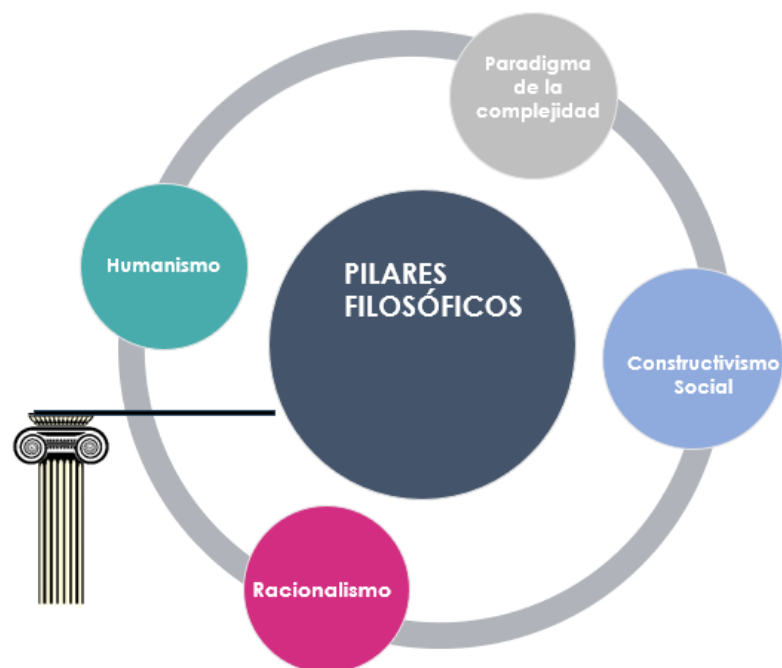 Paradigma
de la
complejidad
Humanismo
PILARES
FILOSÓFICOS
Constructivismo
Social
Racionalismo